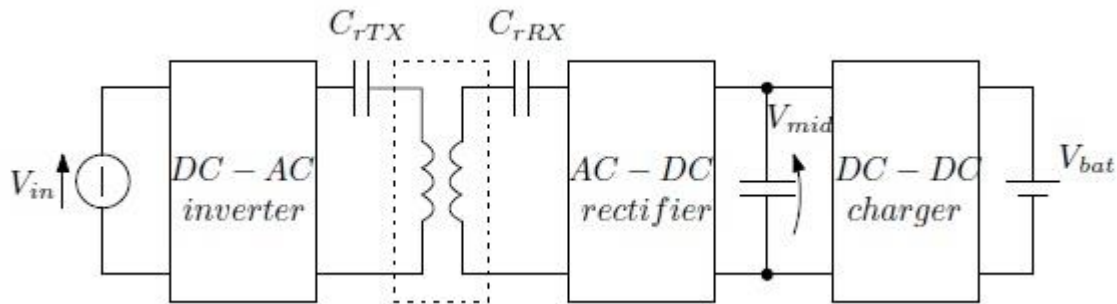 C_{rTX}
C_{rRX}
V_{in}
DC – AC
inverter
AC – DC
rectifier
V_{mid}
DC – DC
charger
V_{bat}